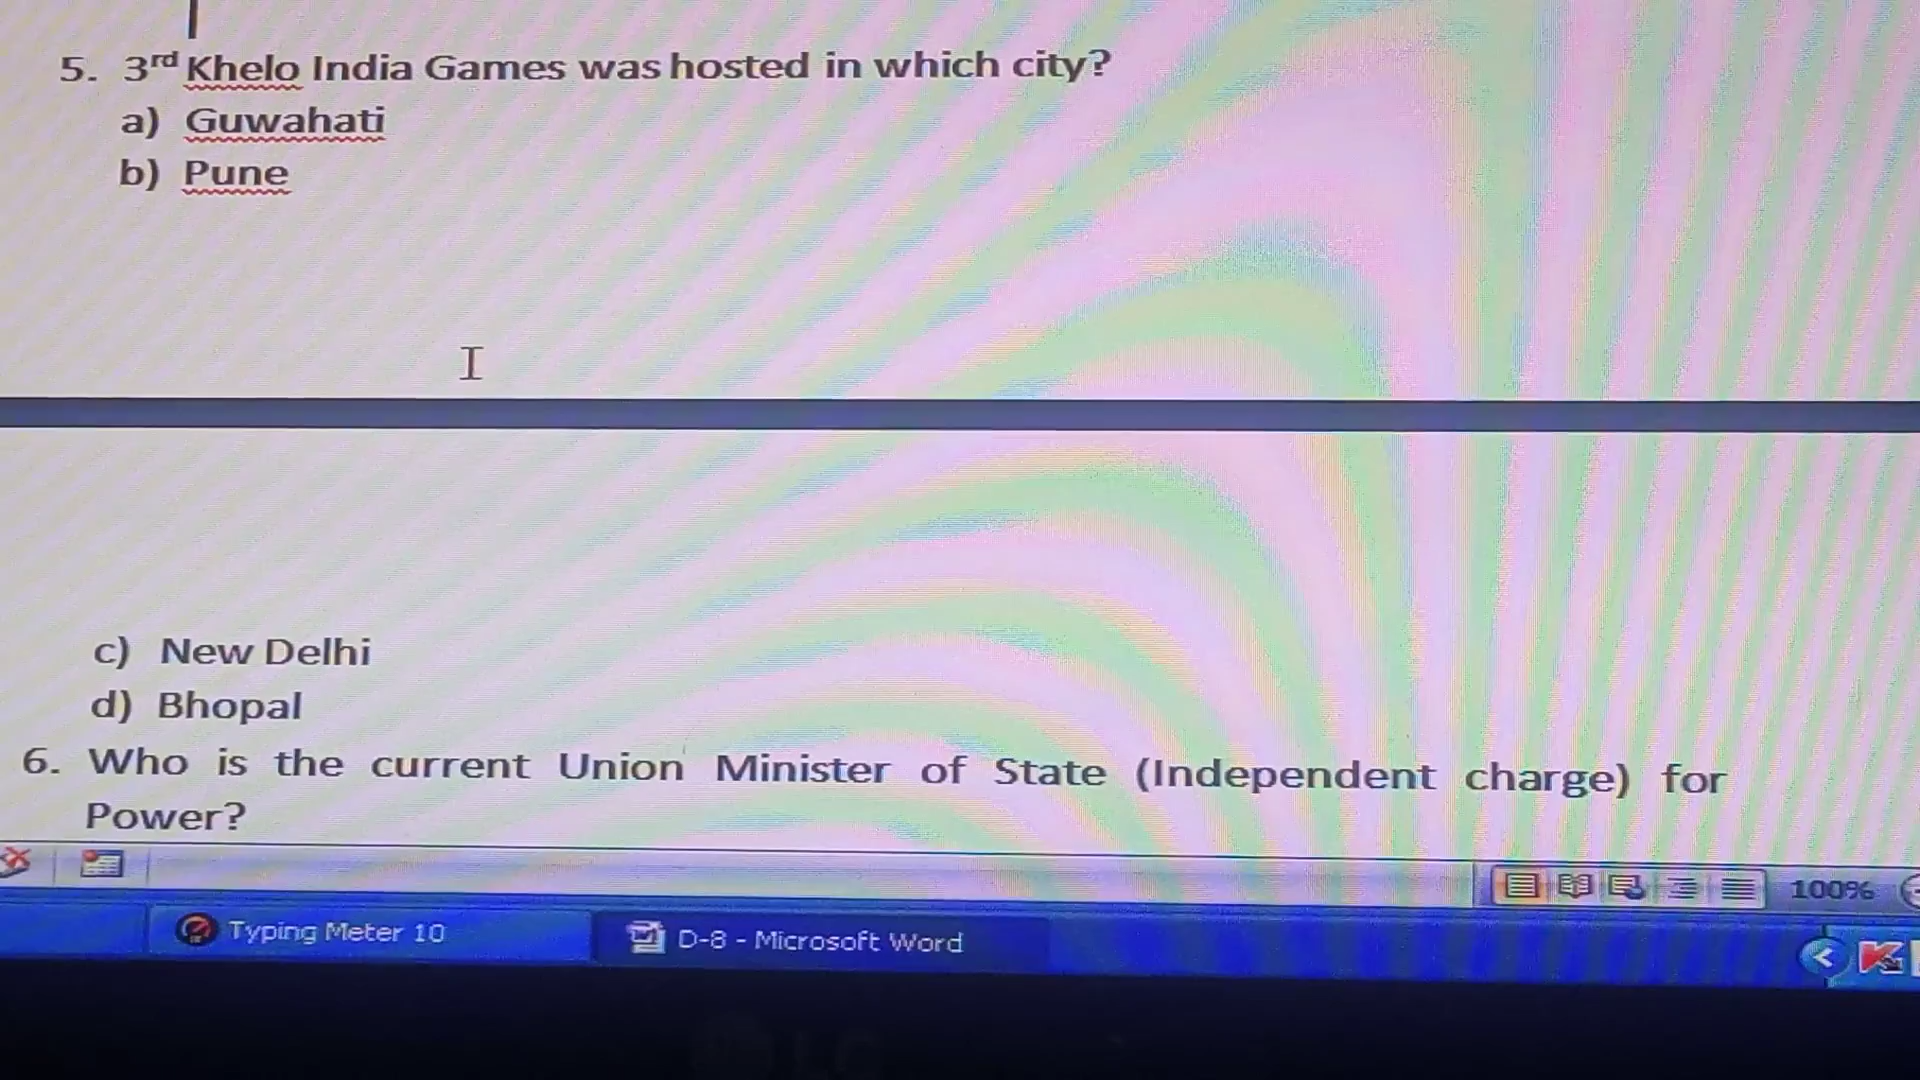 5. 3rd Khelo India Games was hosted in which city?
a) Guwahati
b) Pune
c) New Delhi
d) Bhopal
6. Who is the current Union Minister of State (Independent charge) for
Power?
100%
Typing Meter 10
D-8 - Microsoft Word